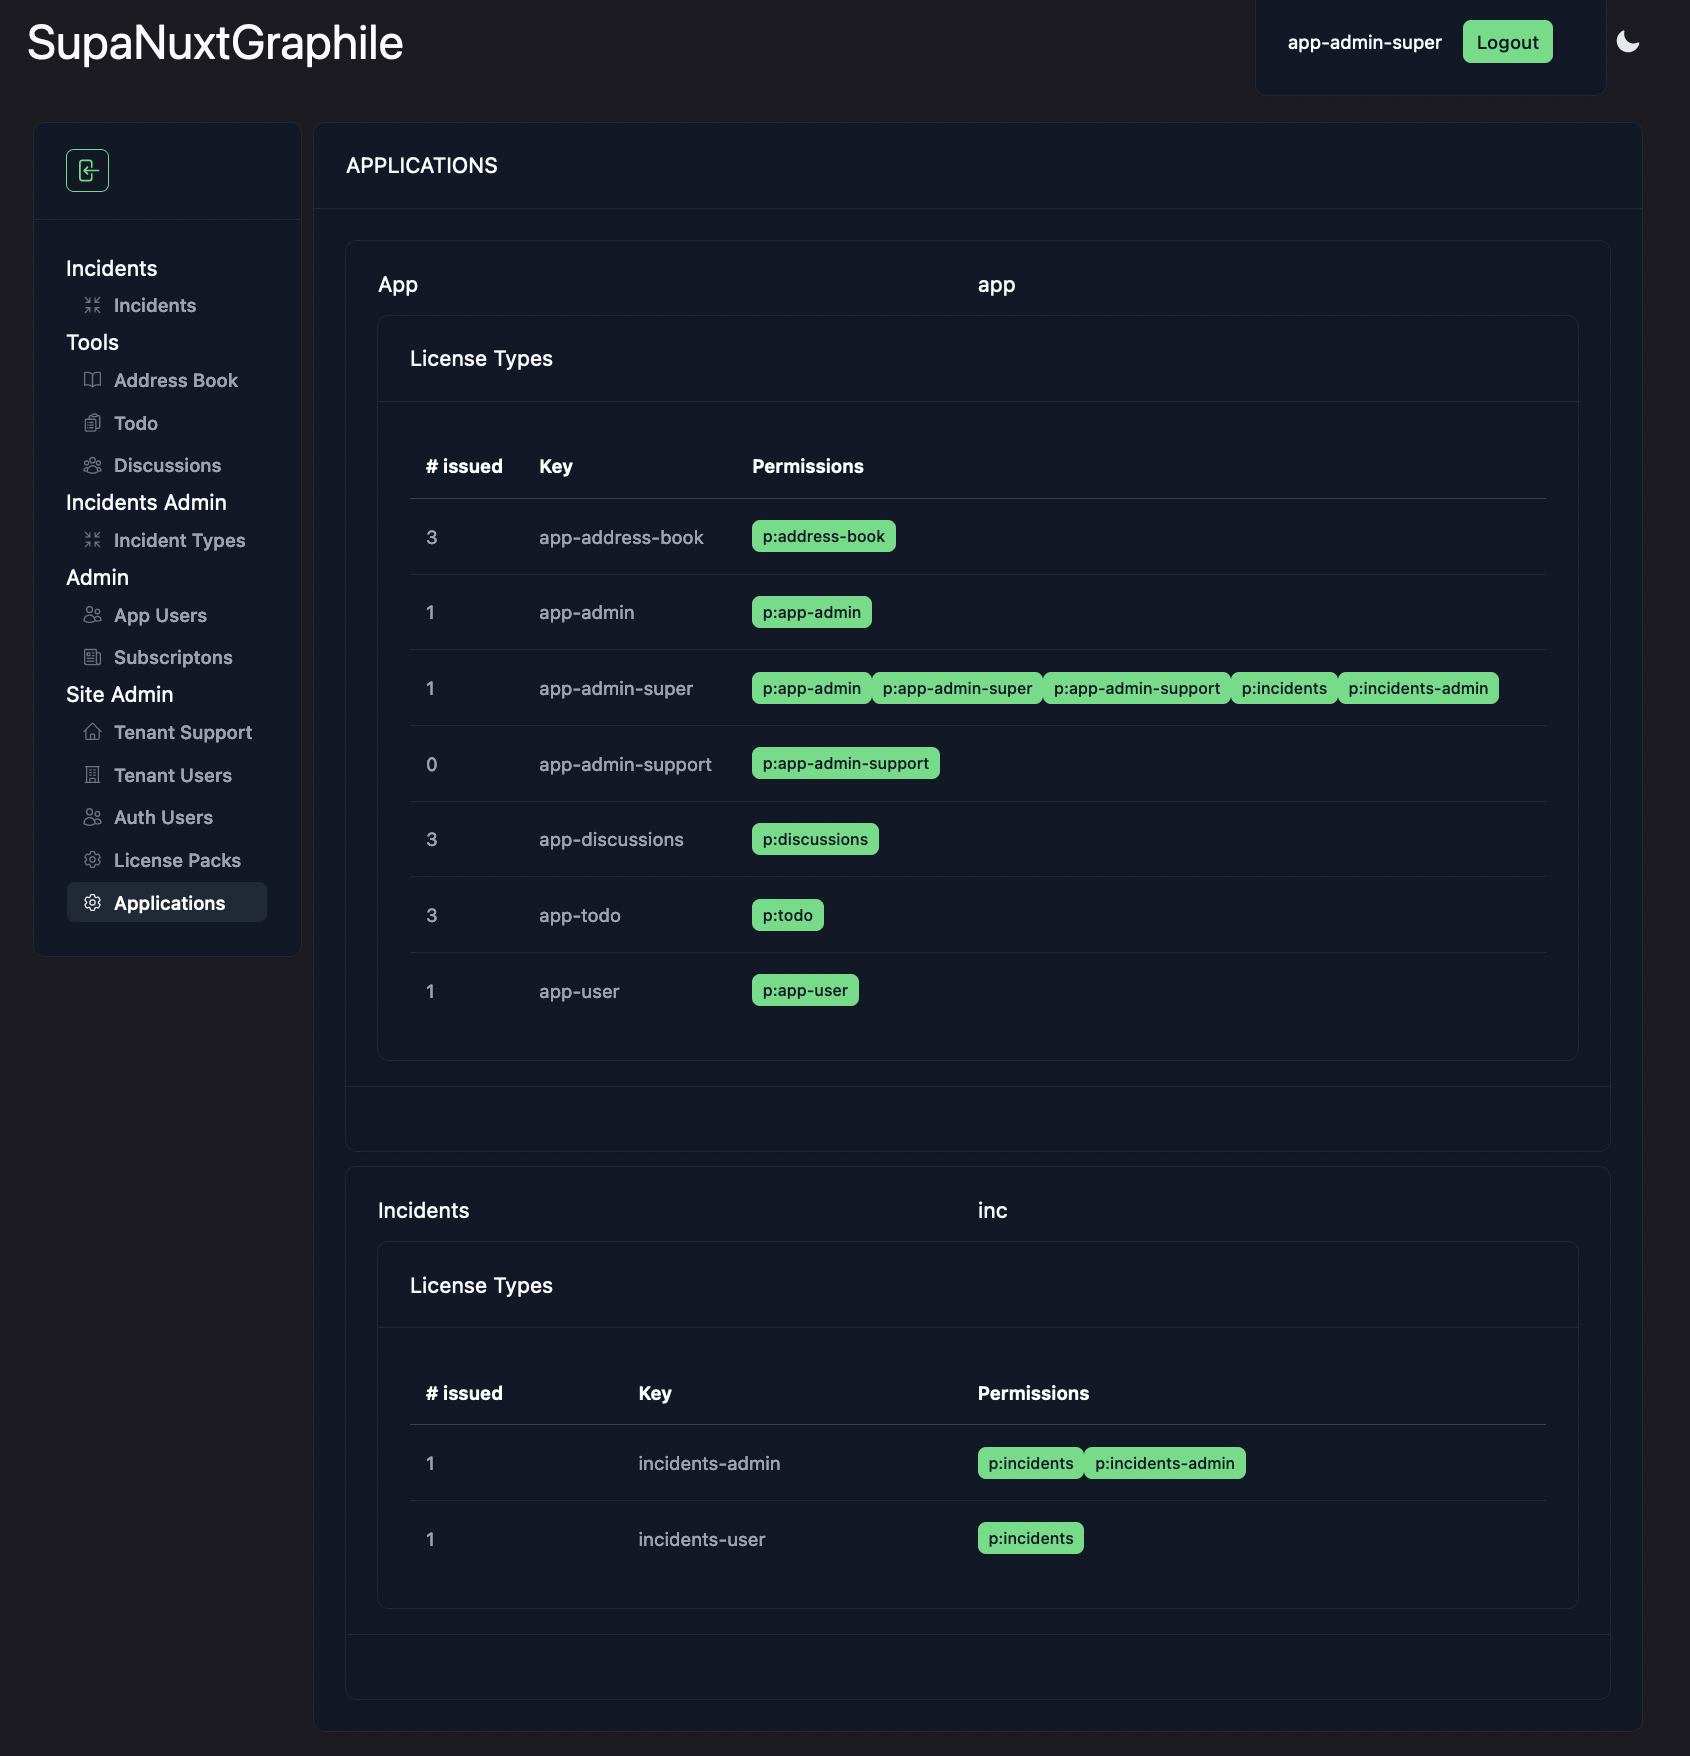 SupaNuxtGraphile
app-admin-super Logout
Incidents
Incidents
Tools
Address Book
Todo
Discussions
Incidents Admin
Incident Types
Admin
App Users
Subscriptons
Site Admin
Tenant Support
Tenant Users
Auth Users
License Packs
Applications
APPLICATIONS
App app
License Types
# issued Key Permissions
3 app-address-book p:address-book
1 app-admin p:app-admin
1 app-admin-super p:app-admin p:app-admin-super p:app-admin-support p:incidents p:incidents-admin
0 app-admin-support p:app-admin-support
3 app-discussions p:discussions
3 app-todo p:todo
1 app-user p:app-user
Incidents inc
License Types
# issued Key Permissions
1 incidents-admin p:incidents p:incidents-admin
1 incidents-user p:incidents